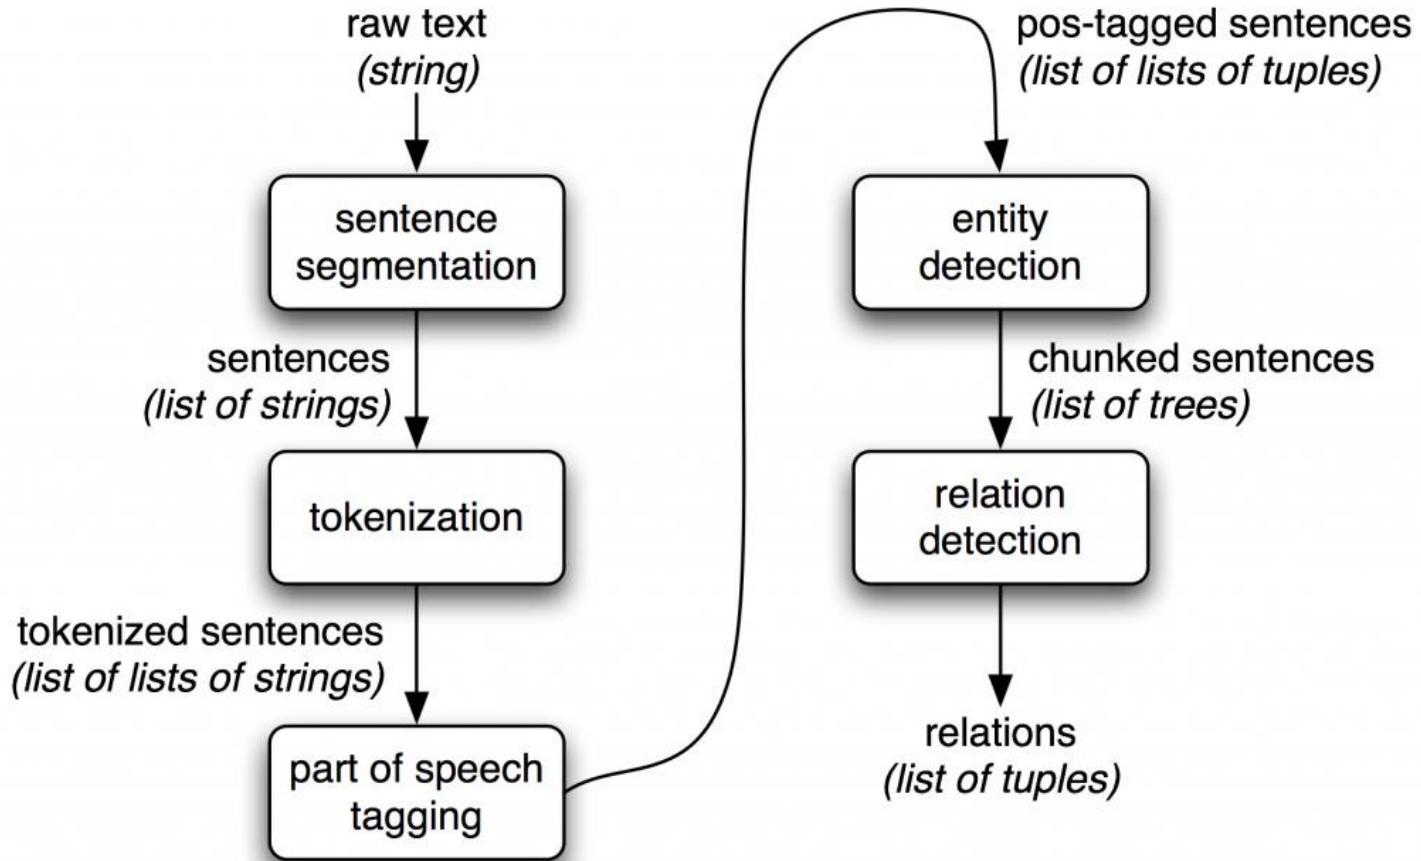 raw text
(string)
sentence
segmentation
sentences
(list of strings)
tokenization
tokenized sentences
(list of lists of strings)
part of speech
tagging
pos-tagged sentences
(list of lists of tuples)
entity
detection
chunked sentences
(list of trees)
relation
detection
relations
(list of tuples)